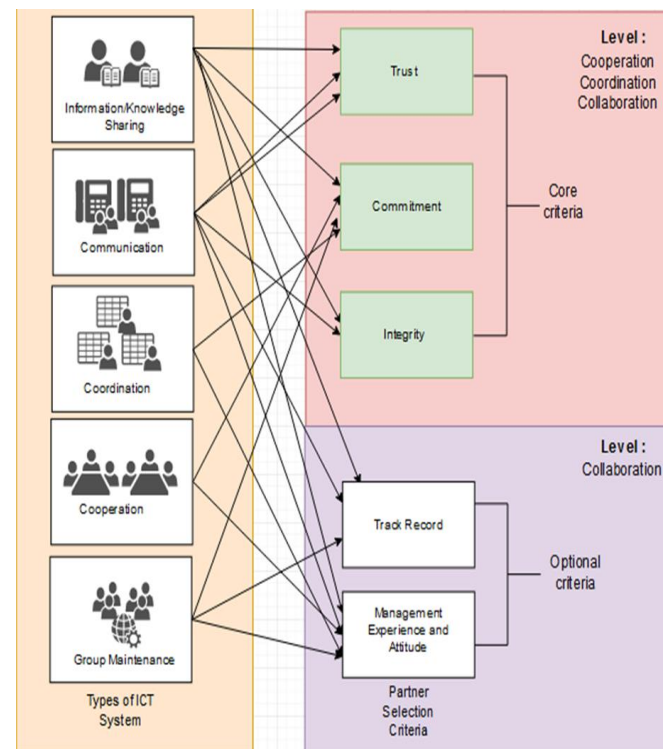 Information/Knowledge
Sharing
Communication
Coordination
Cooperation
Group Maintenance
Types of ICT
System
Trust
Commitment
Integrity
Track Record
Management
Experience and
Attitude
Partner
Selection
Criteria
Level :
Cooperation
Coordination
Collaboration
Core
criteria
Level :
Collaboration
Optional
criteria